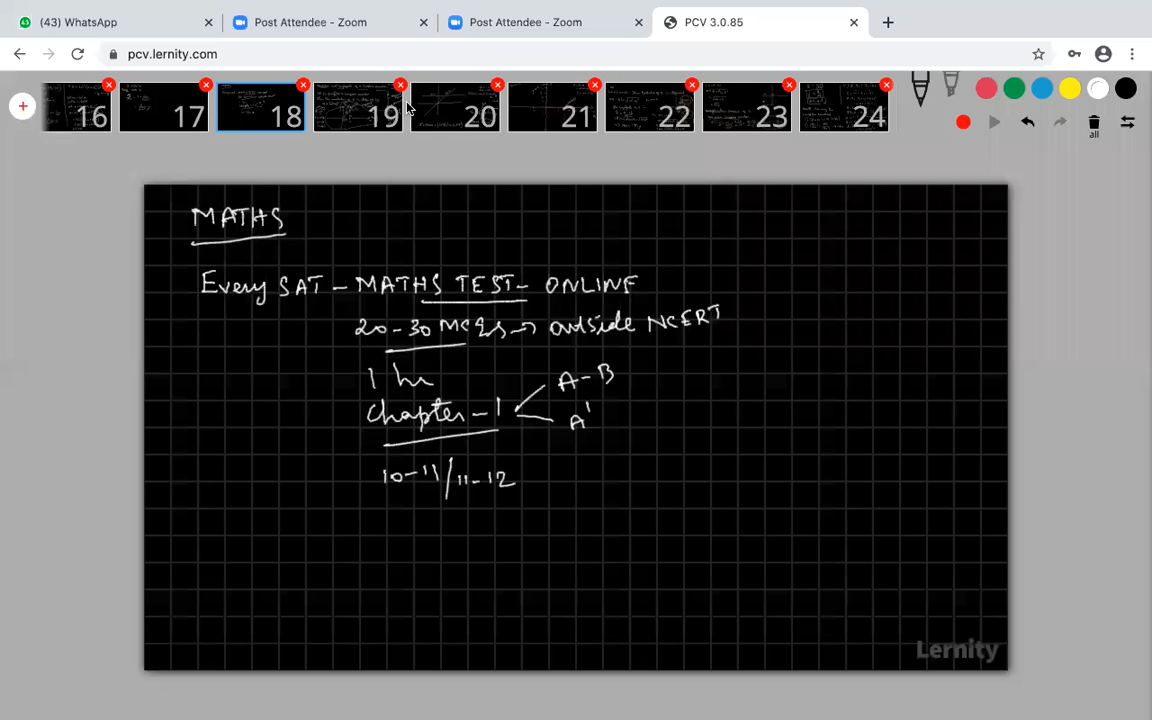 (43) WhatsApp
Post Attendee - Zoom
Post Attendee - Zoom
PCV 3.0.85
pcv.lernity.com
16 17 18 19 20 21 22 23 24
all
MATHS
Every SAT - MATHS TEST - ONLINE
20-30 MCQs → outside NCERT
1 hr
Chapter - 1
A - B
A'
10-11/11-12
Lernity